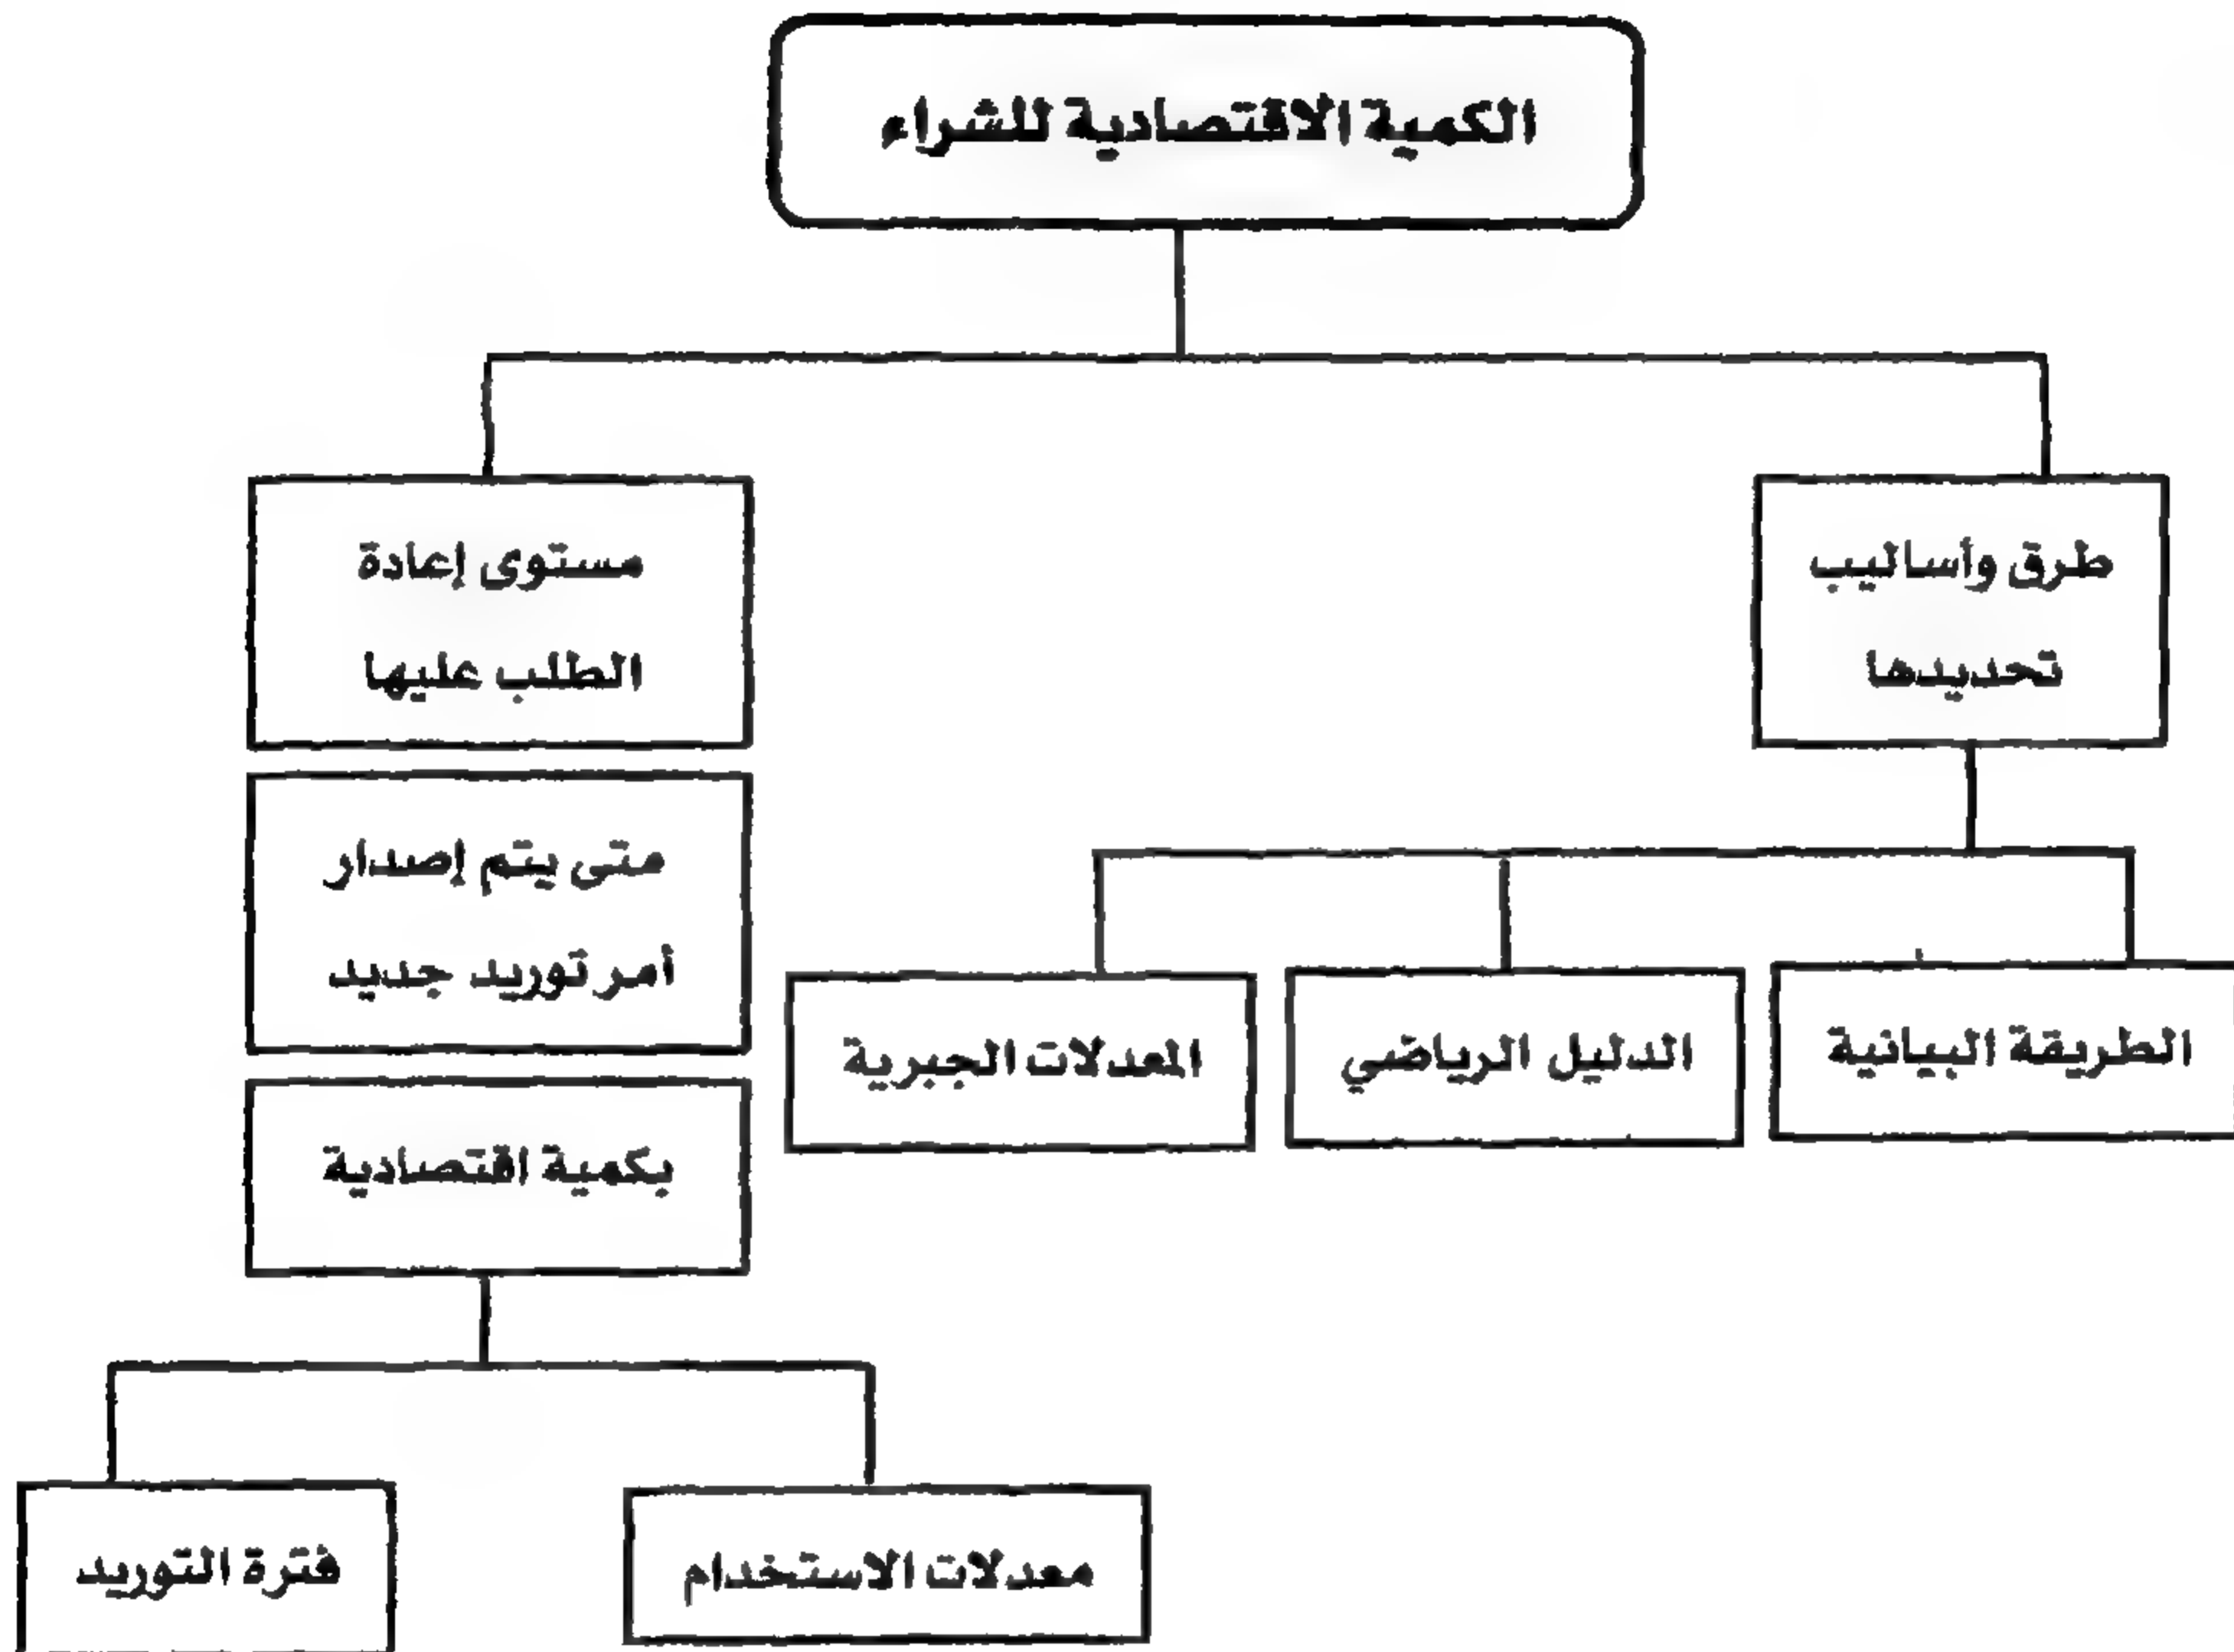 الكمية الاقتصادية للشراء
طرق وأساليب
تحديدها
الطريقة البيانية
الدليل الرياضي
المعدلات الجبرية
مستوى إعادة
الطلب عليها
متى يتم إصدار
أمر توريد جديد
بكمية اقتصادية
معدلات الاستخدام
فترة التوريد